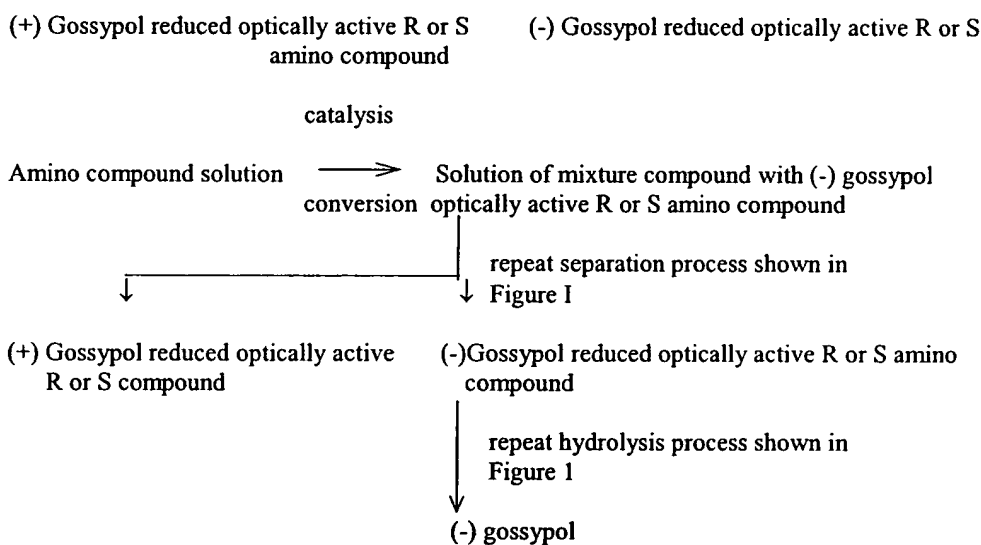 (+) Gossypol reduced optically active R or S (-) Gossypol reduced optically active R or S
amino compound
catalysis
Amino compound solution Solution of mixture compound with (-) gossypol
conversion optically active R or S amino compound
repeat separation process shown in
Figure I
(+) Gossypol reduced optically active (-)Gossypol reduced optically active R or S amino
R or S compound compound
repeat hydrolysis process shown in
Figure 1
(-) gossypol